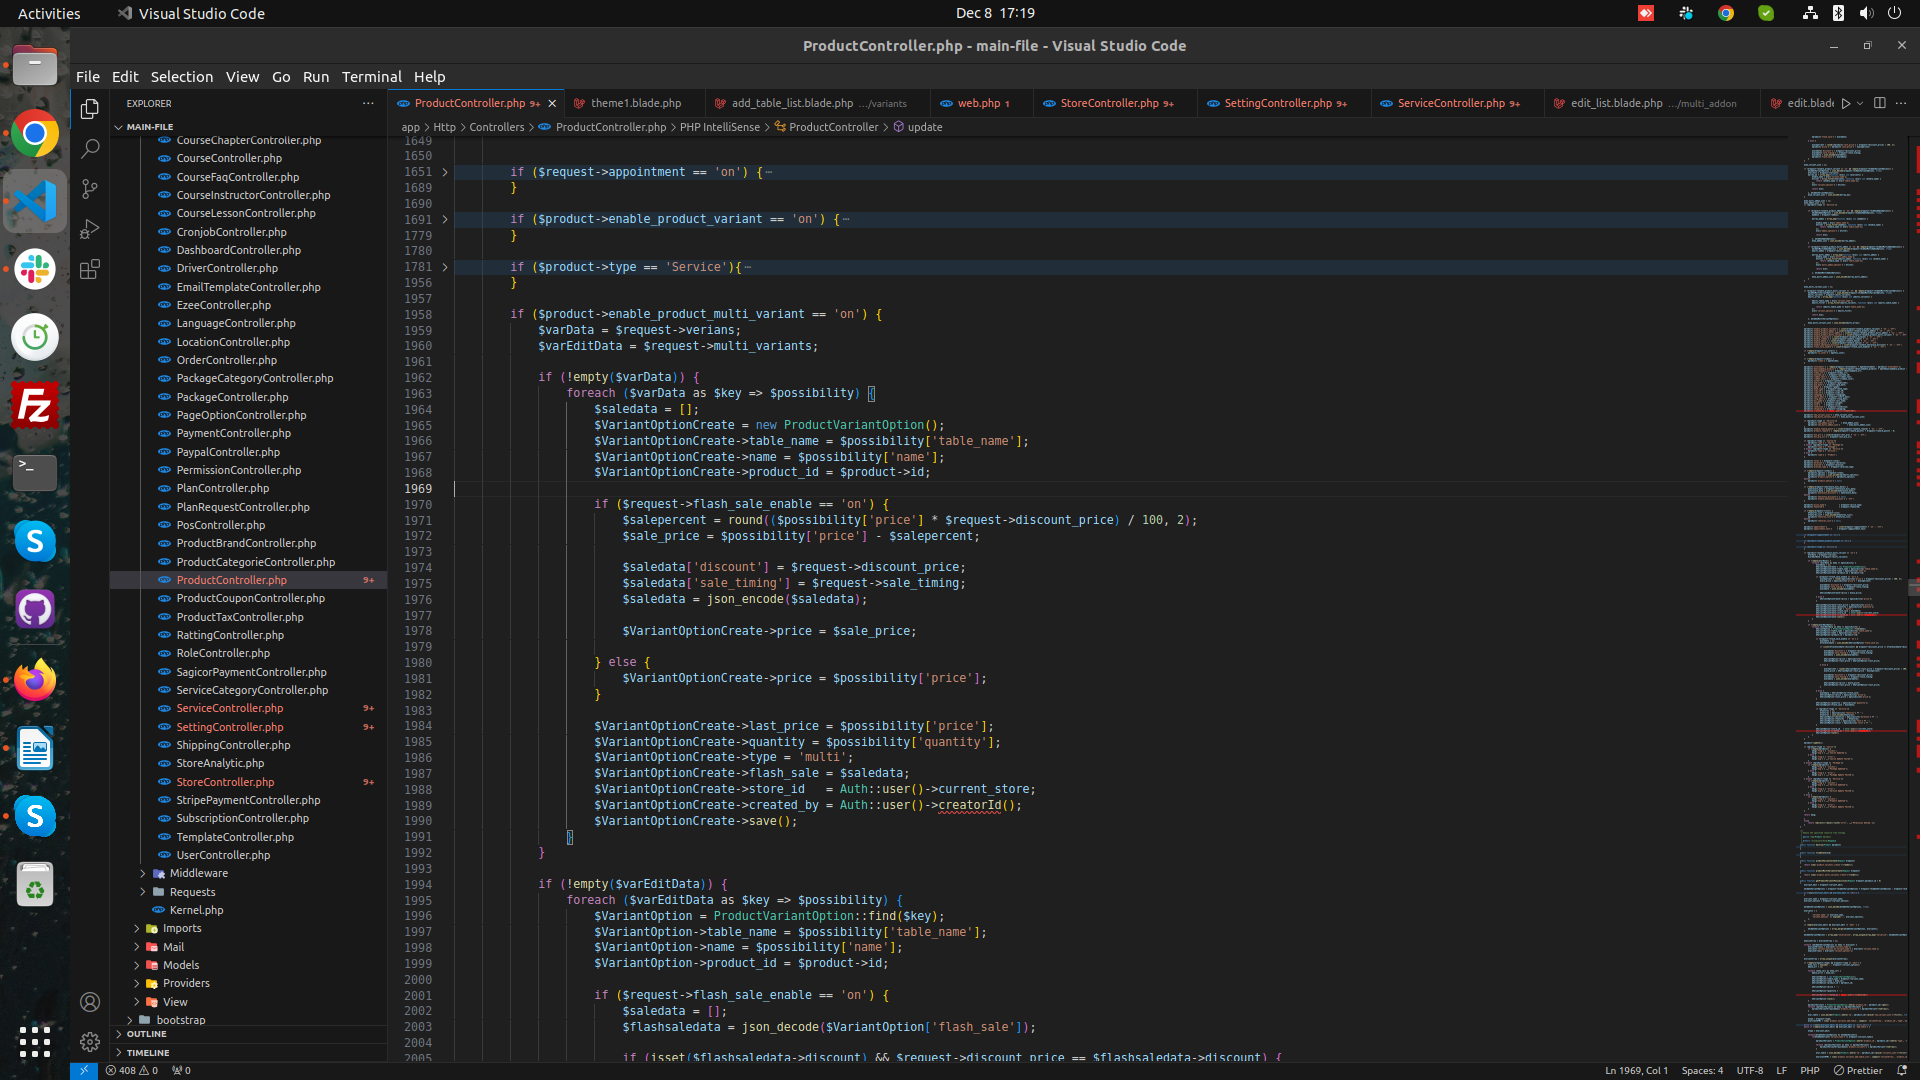 Activities
Visual Studio Code
Dec 8 17:19
ProductController.php - main-file - Visual Studio Code
File Edit Selection View Go Run Terminal Help
EXPLORER
ProductController.php 9+
theme1.blade.php
add_table_list.blade.php .../variants
web.php 1
StoreController.php 9+
SettingController.php 9+
ServiceController.php 9+
edit_list.blade.php .../multi_addon
edit.blade
MAIN-FILE
app > Http > Controllers > ProductController.php > PHP IntelliSense > ProductController > update
CourseChapterController.php
CourseController.php
CourseFaqController.php
CourseInstructorController.php
CourseLessonController.php
CronjobController.php
DashboardController.php
DriverController.php
EmailTemplateController.php
EzeeController.php
LanguageController.php
LocationController.php
OrderController.php
PackageCategoryController.php
PackageController.php
PageOptionController.php
PaymentController.php
PaypalController.php
PermissionController.php
PlanController.php
PlanRequestController.php
PosController.php
ProductBrandController.php
ProductCategorieController.php
ProductController.php 9+
ProductCouponController.php
ProductTaxController.php
RattingController.php
RoleController.php
SagicorPaymentController.php
ServiceCategoryController.php
ServiceController.php 9+
SettingController.php 9+
ShippingController.php
StoreAnalytic.php
StoreController.php 9+
StripePaymentController.php
SubscriptionController.php
TemplateController.php
UserController.php
Middleware
Requests
Kernel.php
Imports
Mail
Models
Providers
View
bootstrap
OUTLINE
TIMELINE
1649
1650
1651 if ($request->appointment == 'on') {⋯
1689 }
1690
1691 if ($product->enable_product_variant == 'on') {⋯
1779 }
1780
1781 if ($product->type == 'Service'){⋯
1956 }
1957
1958 if ($product->enable_product_multi_variant == 'on') {
1959 $varData = $request->verians;
1960 $varEditData = $request->multi_variants;
1961
1962 if (!empty($varData)) {
1963 foreach ($varData as $key => $possibility) {
1964 $saledata = [];
1965 $VariantOptionCreate = new ProductVariantOption();
1966 $VariantOptionCreate->table_name = $possibility['table_name'];
1967 $VariantOptionCreate->name = $possibility['name'];
1968 $VariantOptionCreate->product_id = $product->id;
1969
1970 if ($request->flash_sale_enable == 'on') {
1971 $salepercent = round(($possibility['price'] * $request->discount_price) / 100, 2);
1972 $sale_price = $possibility['price'] - $salepercent;
1973
1974 $saledata['discount'] = $request->discount_price;
1975 $saledata['sale_timing'] = $request->sale_timing;
1976 $saledata = json_encode($saledata);
1977
1978 $VariantOptionCreate->price = $sale_price;
1979
1980 } else {
1981 $VariantOptionCreate->price = $possibility['price'];
1982 }
1983
1984 $VariantOptionCreate->last_price = $possibility['price'];
1985 $VariantOptionCreate->quantity = $possibility['quantity'];
1986 $VariantOptionCreate->type = 'multi';
1987 $VariantOptionCreate->flash_sale = $saledata;
1988 $VariantOptionCreate->store_id = Auth::user()->current_store;
1989 $VariantOptionCreate->created_by = Auth::user()->creatorId();
1990 $VariantOptionCreate->save();
1991 }
1992 }
1993
1994 if (!empty($varEditData)) {
1995 foreach ($varEditData as $key => $possibility) {
1996 $VariantOption = ProductVariantOption::find($key);
1997 $VariantOption->table_name = $possibility['table_name'];
1998 $VariantOption->name = $possibility['name'];
1999 $VariantOption->product_id = $product->id;
2000
2001 if ($request->flash_sale_enable == 'on') {
2002 $saledata = [];
2003 $flashsaledata = json_decode($VariantOption['flash_sale']);
2004
2005 if (isset($flashsaledata->discount) && $request->discount_price == $flashsaledata->discount) {
408 0 0
Ln 1969, Col 1 Spaces: 4 UTF-8 LF PHP Prettier